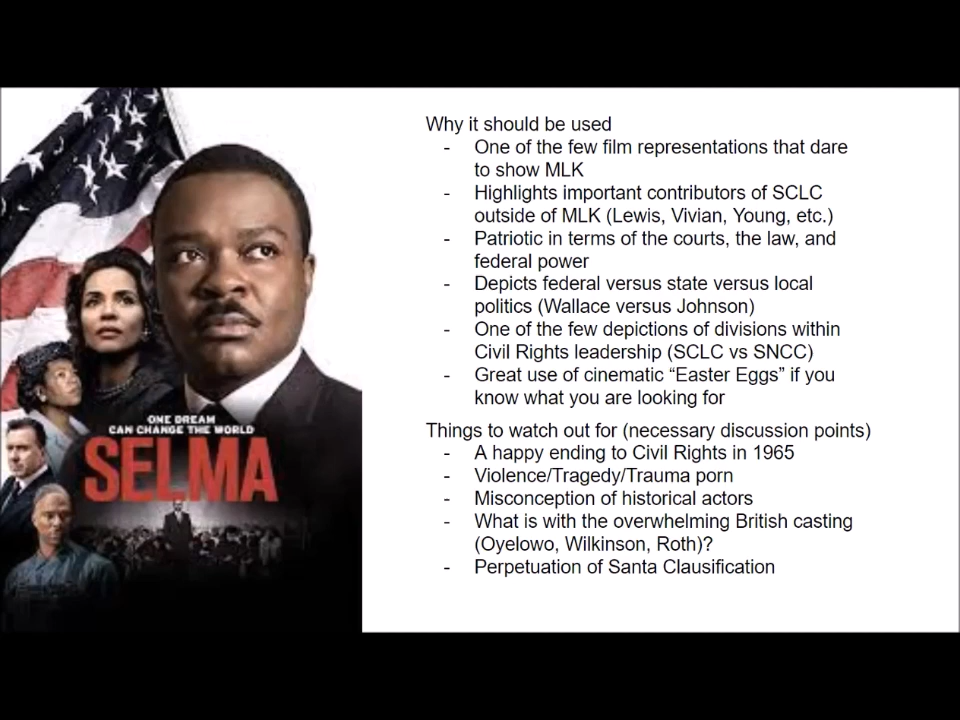 ONE DREAM
CAN CHANGE THE WORLD
SELMA
Why it should be used
- One of the few film representations that dare
to show MLK
- Highlights important contributors of SCLC
outside of MLK (Lewis, Vivian, Young, etc.)
- Patriotic in terms of the courts, the law, and
federal power
- Depicts federal versus state versus local
politics (Wallace versus Johnson)
- One of the few depictions of divisions within
Civil Rights leadership (SCLC vs SNCC)
- Great use of cinematic “Easter Eggs” if you
know what you are looking for
Things to watch out for (necessary discussion points)
- A happy ending to Civil Rights in 1965
- Violence/Tragedy/Trauma porn
- Misconception of historical actors
- What is with the overwhelming British casting
(Oyelowo, Wilkinson, Roth)?
- Perpetuation of Santa Clausification